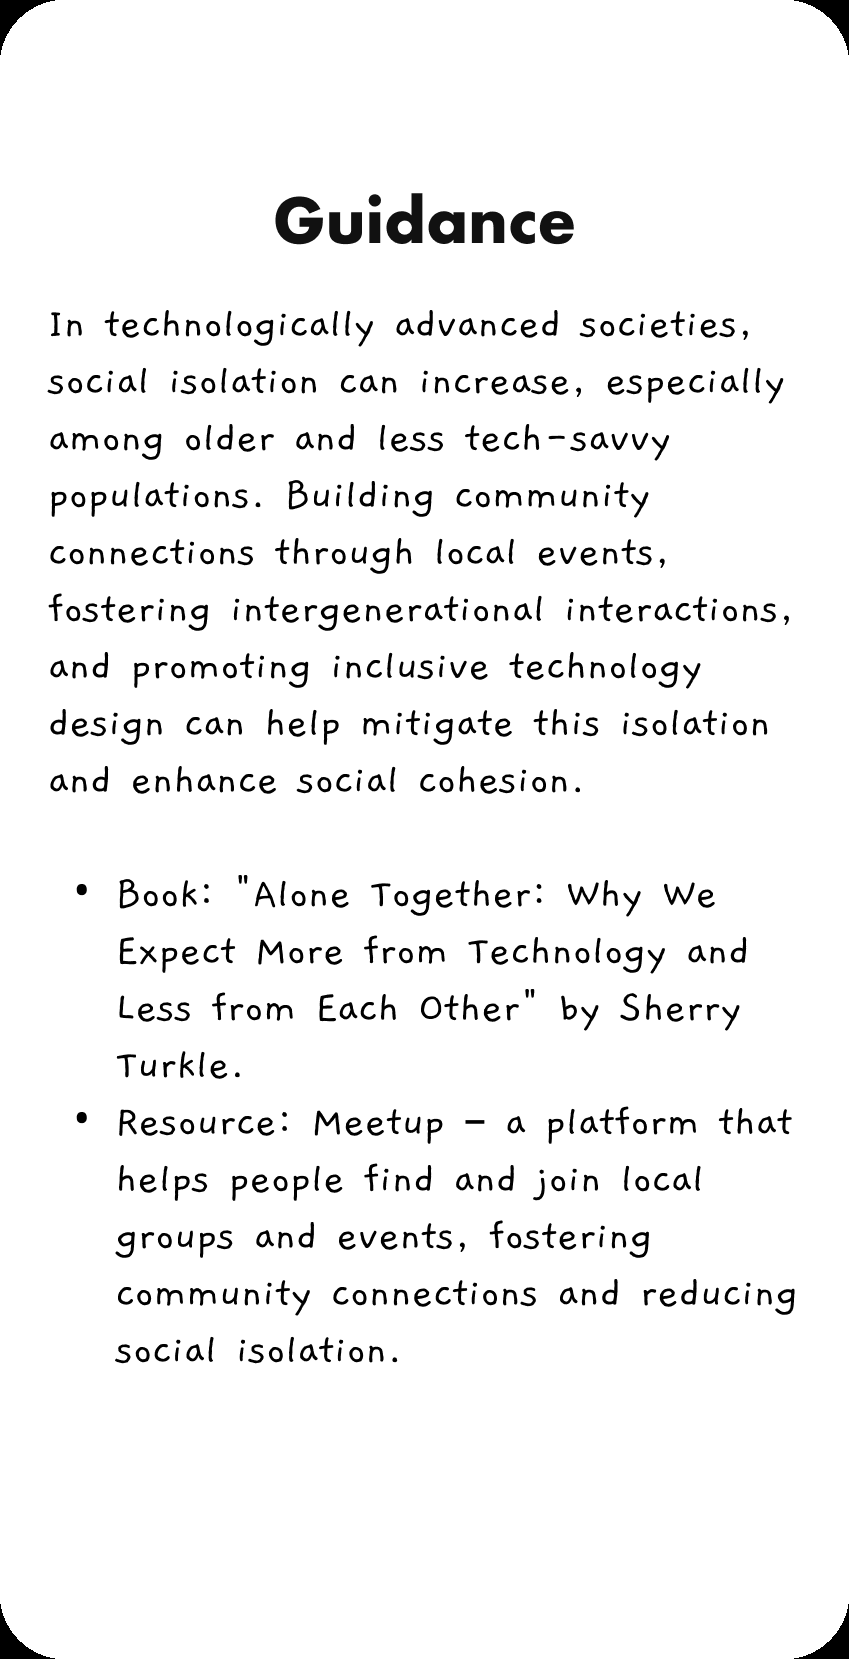 Guidance
In technologically advanced societies,
social isolation can increase, especially
among older and less tech-savvy
populations. Building community
connections through local events,
fostering intergenerational interactions,
and promoting inclusive technology
design can help mitigate this isolation
and enhance social cohesion.
• Book: "Alone Together: Why We
Expect More from Technology and
Less from Each Other" by Sherry
Turkle.
• Resource: Meetup – a platform that
helps people find and join local
groups and events, fostering
community connections and reducing
social isolation.